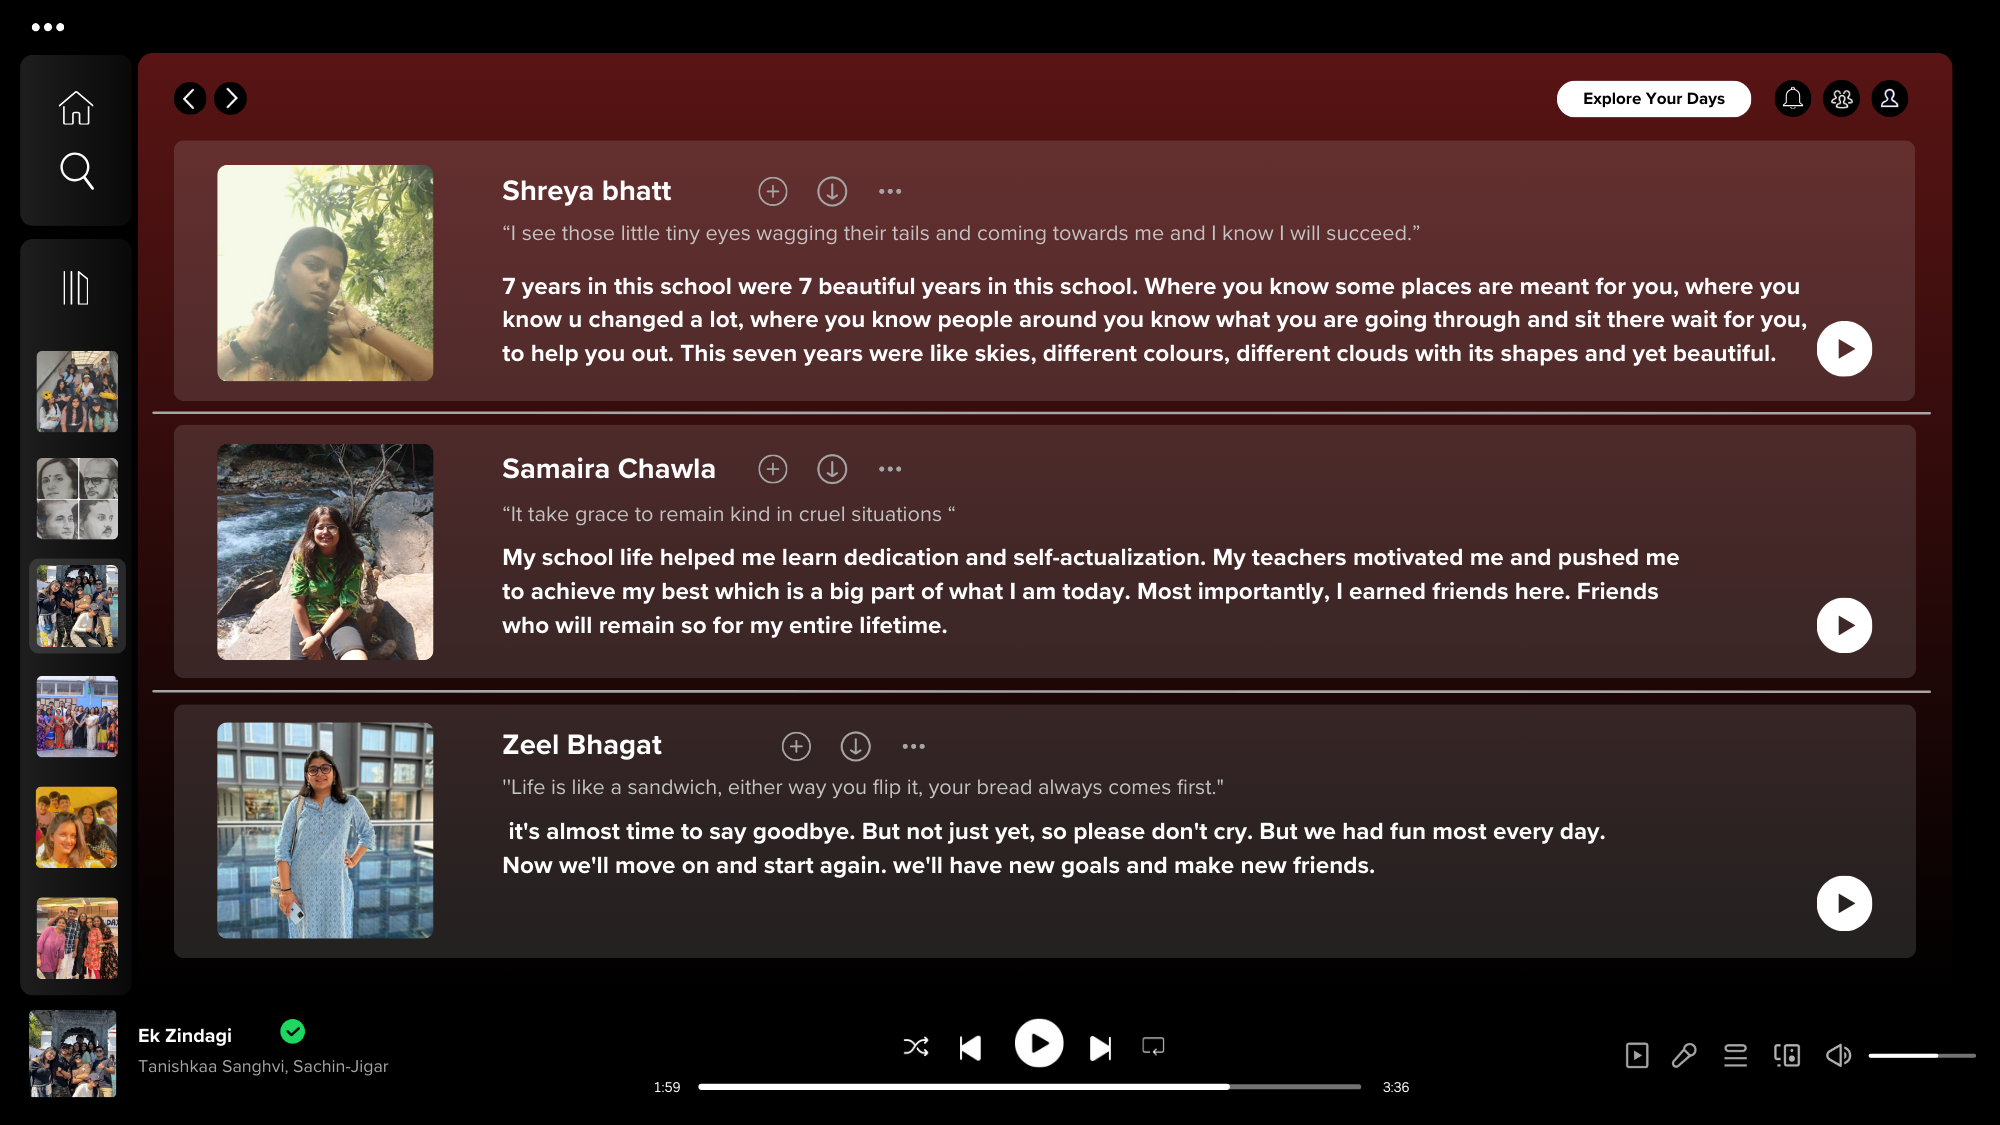 Explore Your Days
Shreya bhatt
“I see those little tiny eyes wagging their tails and coming towards me and I know I will succeed.”
7 years in this school were 7 beautiful years in this school. Where you know some places are meant for you, where you
know u changed a lot, where you know people around you know what you are going through and sit there wait for you,
to help you out. This seven years were like skies, different colours, different clouds with its shapes and yet beautiful.
Samaira Chawla
“It take grace to remain kind in cruel situations “
My school life helped me learn dedication and self-actualization. My teachers motivated me and pushed me
to achieve my best which is a big part of what I am today. Most importantly, I earned friends here. Friends
who will remain so for my entire lifetime.
Zeel Bhagat
''Life is like a sandwich, either way you flip it, your bread always comes first."
it's almost time to say goodbye. But not just yet, so please don't cry. But we had fun most every day.
Now we'll move on and start again. we'll have new goals and make new friends.
Ek Zindagi
Tanishkaa Sanghvi, Sachin-Jigar
1:59
3:36